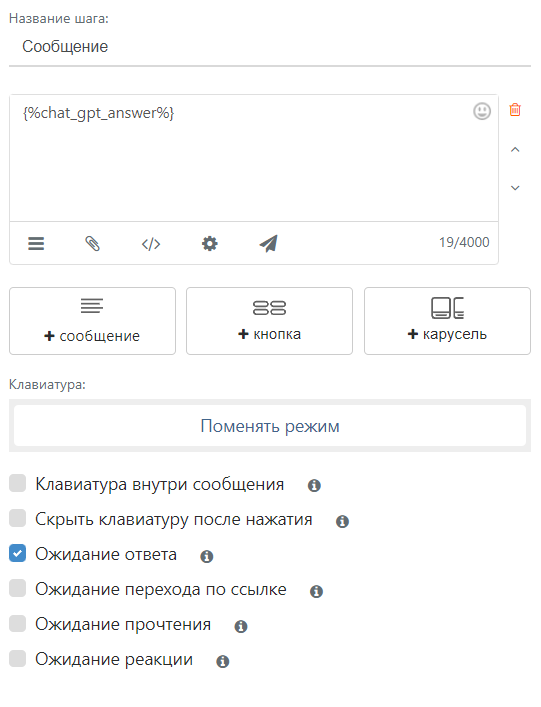 Название шага:
Сообщение
{%chat_gpt_answer%}
19/4000
+ сообщение
+ кнопка
+ карусель
Клавиатура:
Поменять режим
Клавиатура внутри сообщения
Скрыть клавиатуру после нажатия
Ожидание ответа
Ожидание перехода по ссылке
Ожидание прочтения
Ожидание реакции